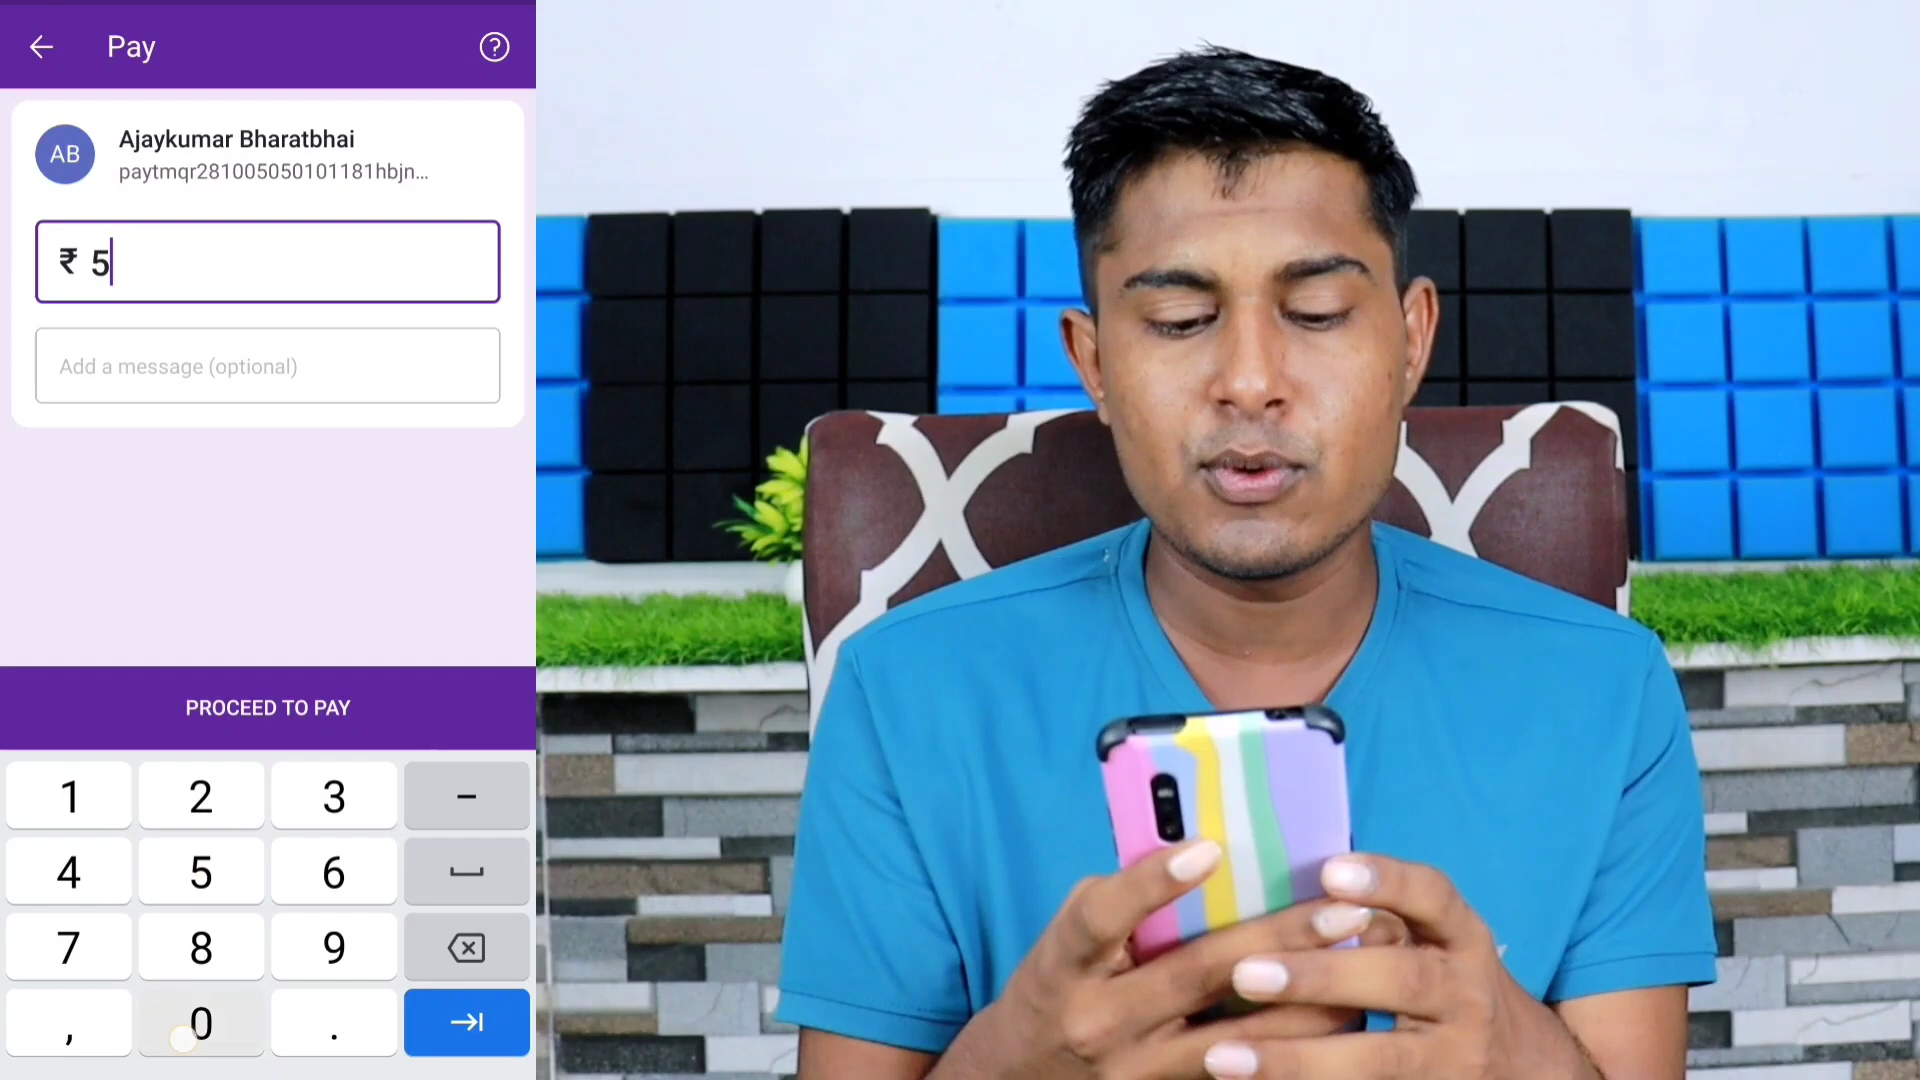 Pay
?
AB
Ajaykumar Bharatbhai
paytmqr281005050101181hbjn...
₹ 5
Add a message (optional)
PROCEED TO PAY
1 2 3 –
4 5 6
7 8 9
, 0 .